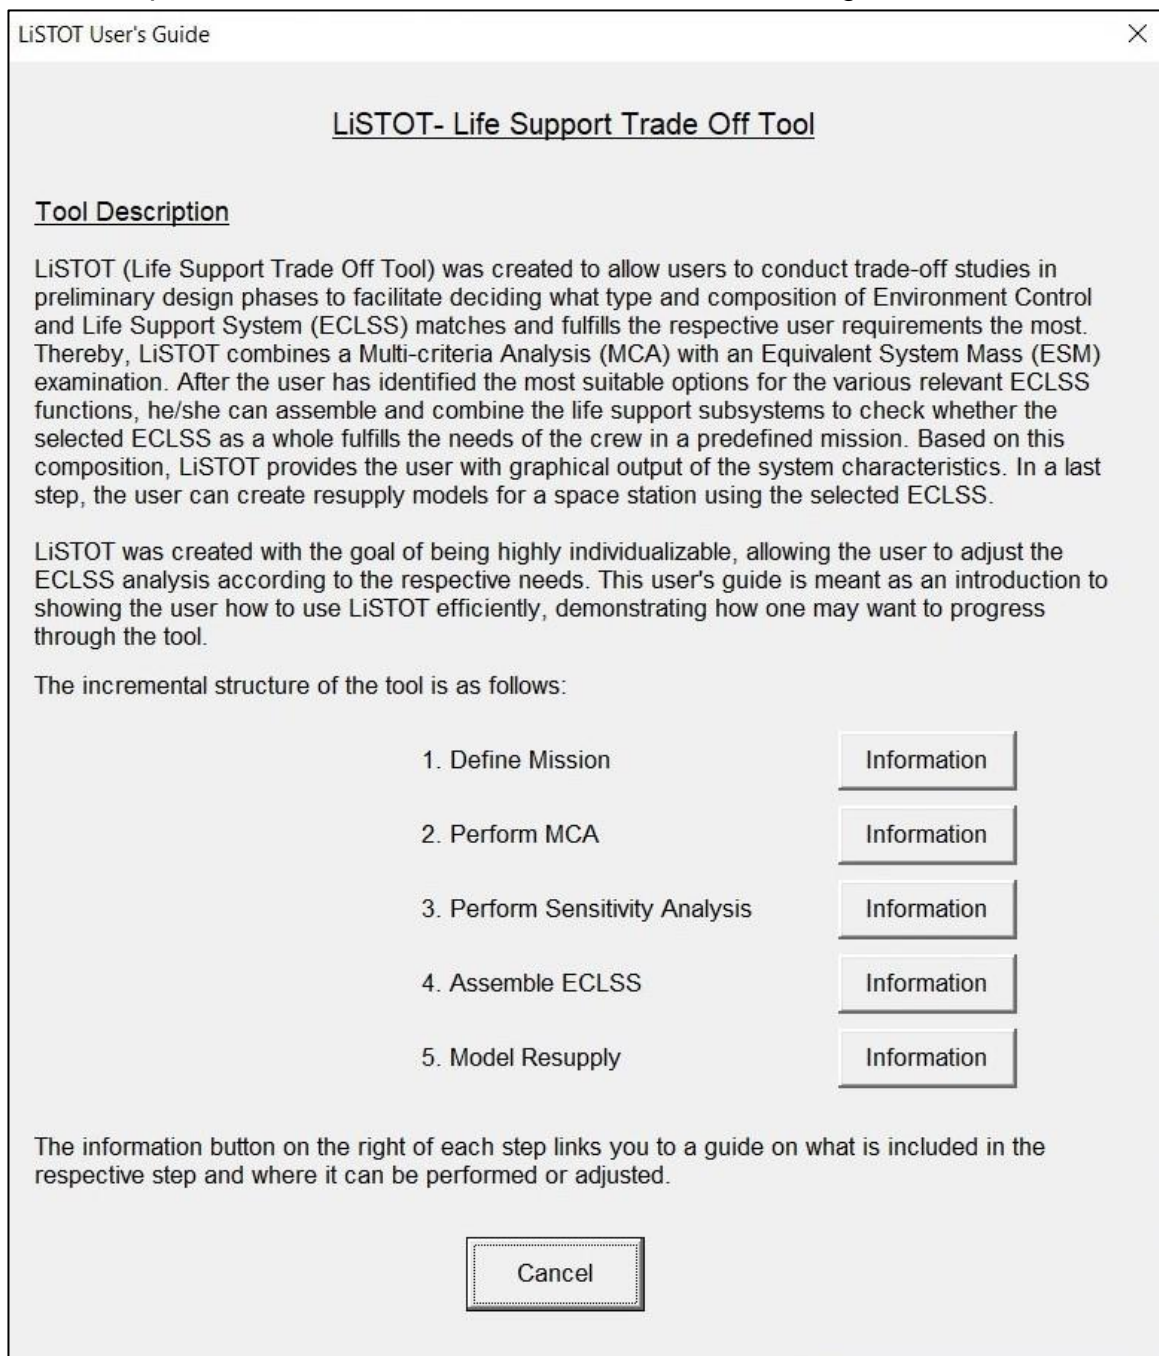 LiSTOT User's Guide
LiSTOT- Life Support Trade Off Tool
Tool Description
LiSTOT (Life Support Trade Off Tool) was created to allow users to conduct trade-off studies in
preliminary design phases to facilitate deciding what type and composition of Environment Control
and Life Support System (ECLSS) matches and fulfills the respective user requirements the most.
Thereby, LiSTOT combines a Multi-criteria Analysis (MCA) with an Equivalent System Mass (ESM)
examination. After the user has identified the most suitable options for the various relevant ECLSS
functions, he/she can assemble and combine the life support subsystems to check whether the
selected ECLSS as a whole fulfills the needs of the crew in a predefined mission. Based on this
composition, LiSTOT provides the user with graphical output of the system characteristics. In a last
step, the user can create resupply models for a space station using the selected ECLSS.
LiSTOT was created with the goal of being highly individualizable, allowing the user to adjust the
ECLSS analysis according to the respective needs. This user's guide is meant as an introduction to
showing the user how to use LiSTOT efficiently, demonstrating how one may want to progress
through the tool.
The incremental structure of the tool is as follows:
1. Define Mission Information
2. Perform MCA Information
3. Perform Sensitivity Analysis Information
4. Assemble ECLSS Information
5. Model Resupply Information
The information button on the right of each step links you to a guide on what is included in the
respective step and where it can be performed or adjusted.
Cancel